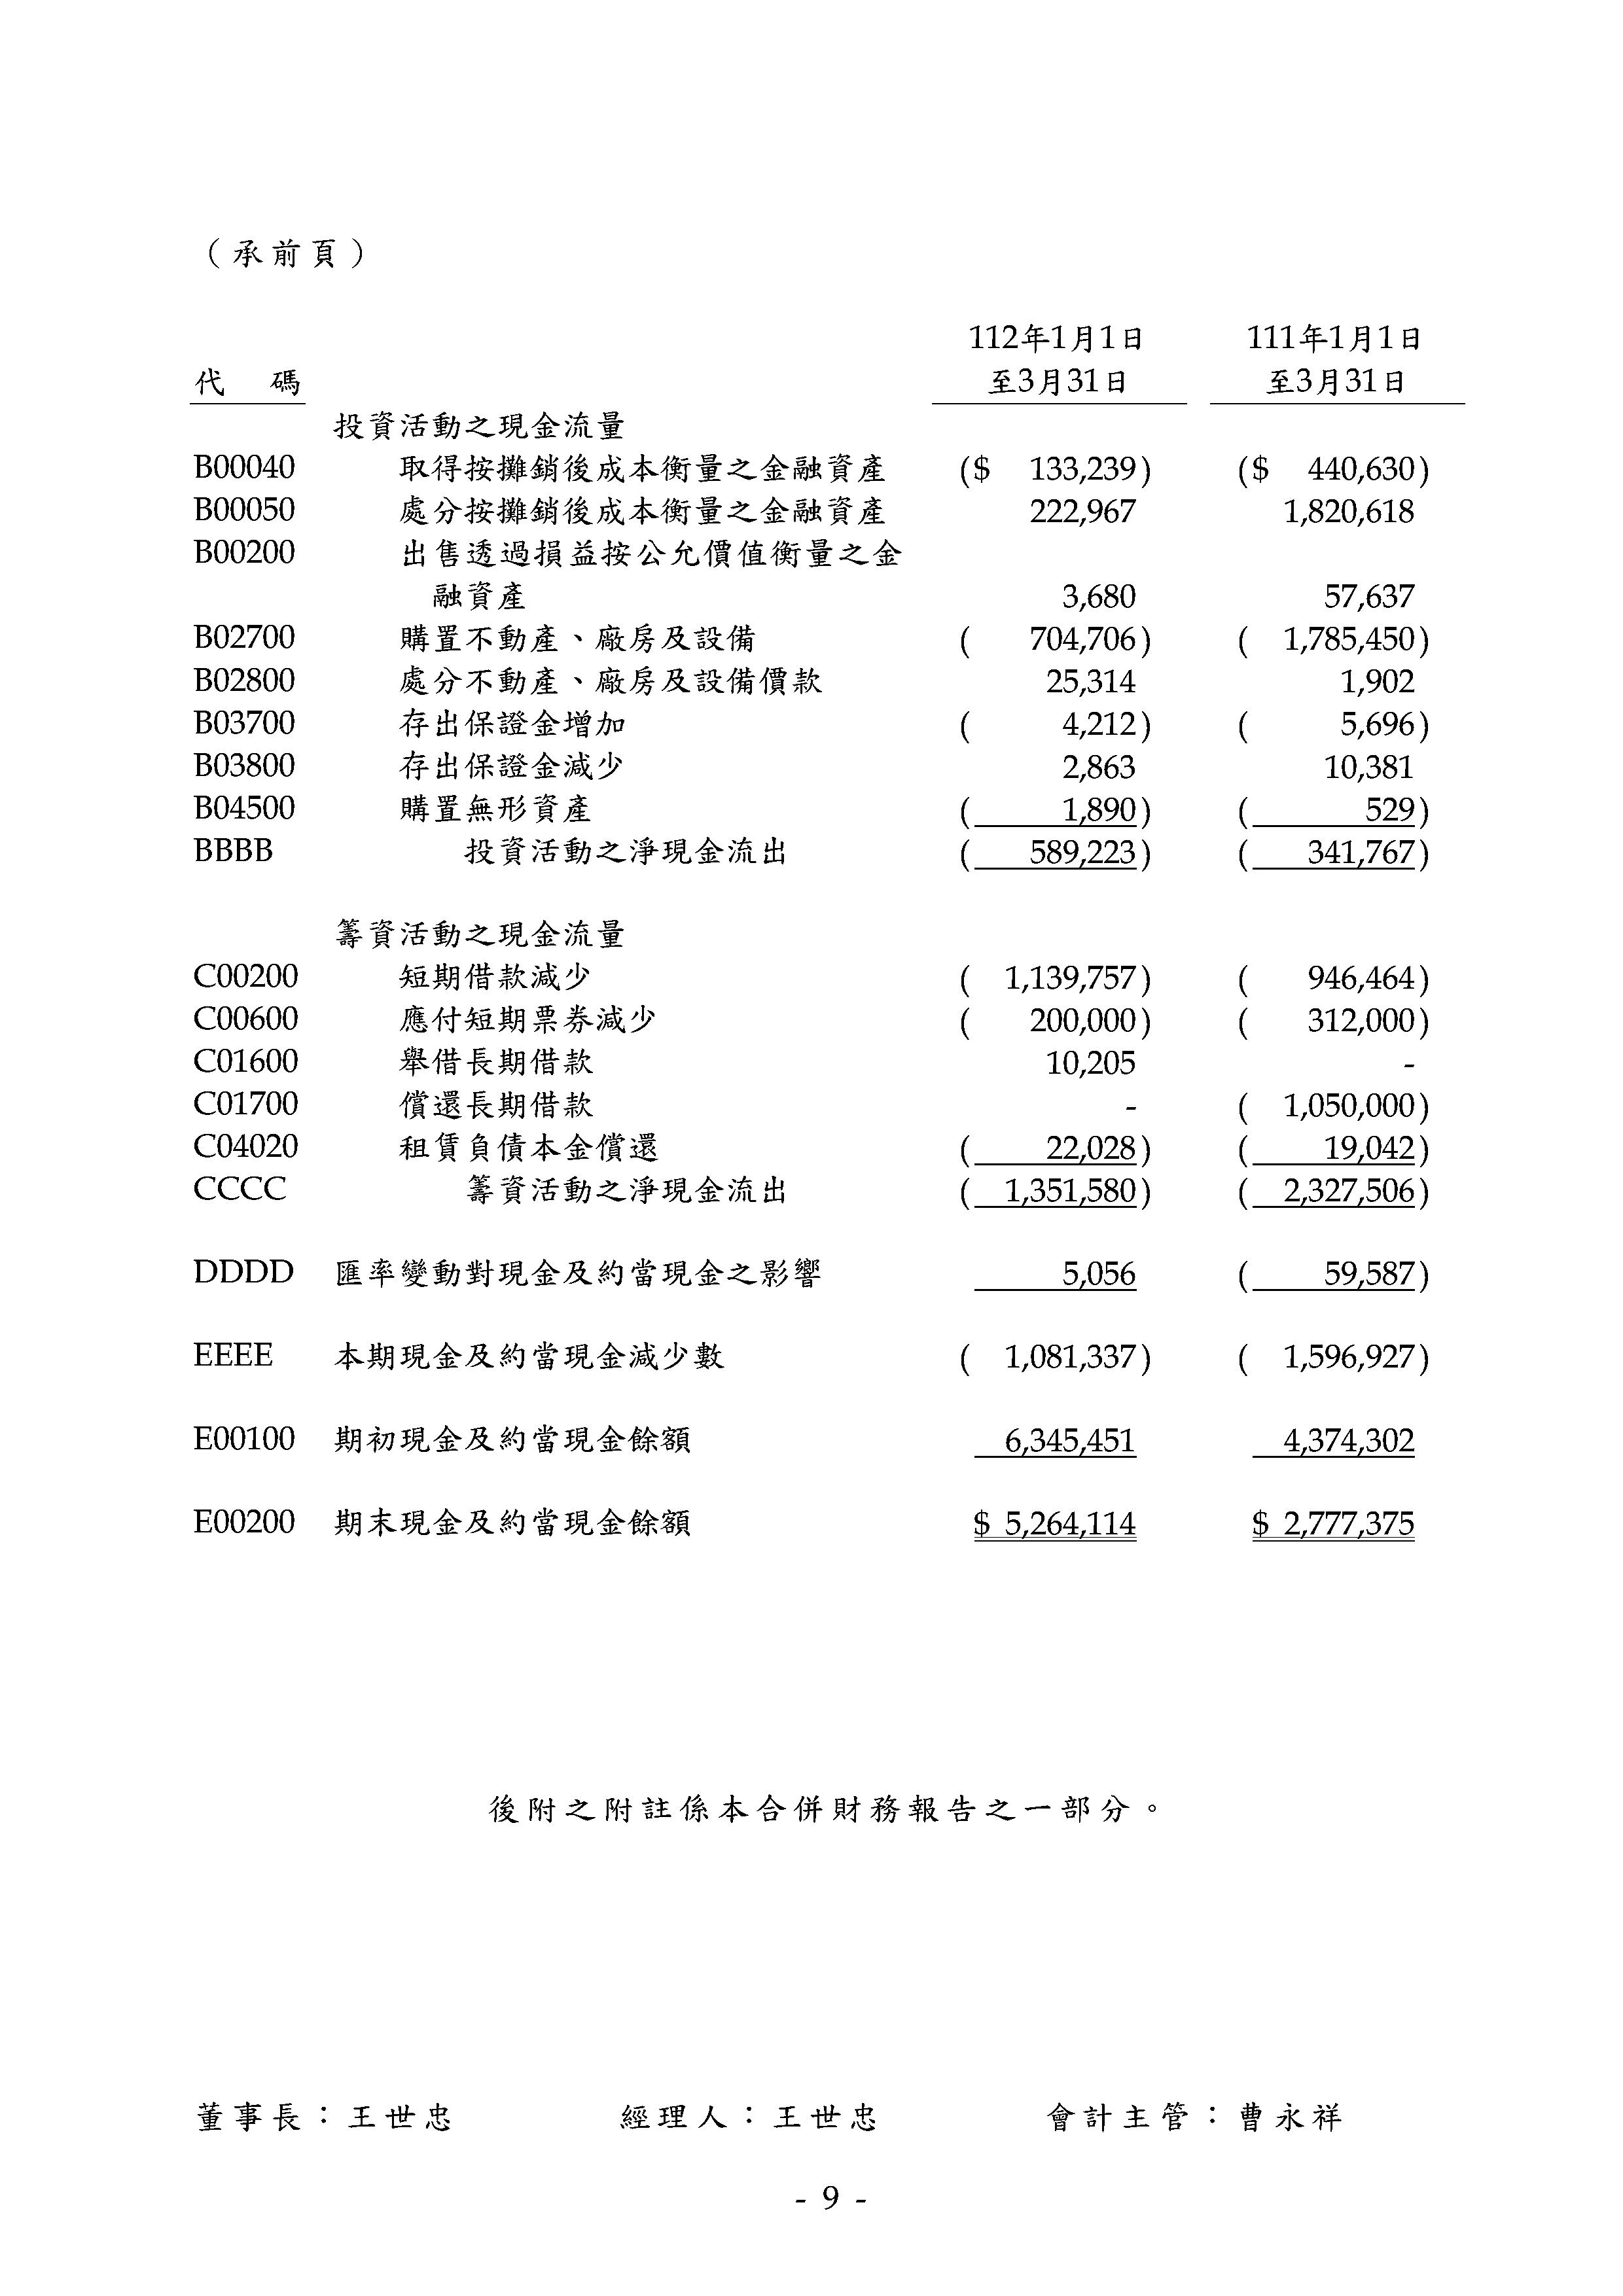 （承前頁）
112年1月1日 111年1月1日
代 碼 至3月31日 至3月31日
投資活動之現金流量
B00040 取得按攤銷後成本衡量之金融資產 ($ 133,239) ($ 440,630)
B00050 處分按攤銷後成本衡量之金融資產 222,967 1,820,618
B00200 出售透過損益按公允價值衡量之金
融資產 3,680 57,637
B02700 購置不動產、廠房及設備 ( 704,706) ( 1,785,450)
B02800 處分不動產、廠房及設備價款 25,314 1,902
B03700 存出保證金增加 ( 4,212) ( 5,696)
B03800 存出保證金減少 2,863 10,381
B04500 購置無形資產 ( 1,890) ( 529)
BBBB 投資活動之淨現金流出 ( 589,223) ( 341,767)
籌資活動之現金流量
C00200 短期借款減少 ( 1,139,757) ( 946,464)
C00600 應付短期票券減少 ( 200,000) ( 312,000)
C01600 舉借長期借款 10,205 -
C01700 償還長期借款 - ( 1,050,000)
C04020 租賃負債本金償還 ( 22,028) ( 19,042)
CCCC 籌資活動之淨現金流出 ( 1,351,580) ( 2,327,506)
DDDD 匯率變動對現金及約當現金之影響 5,056 ( 59,587)
EEEE 本期現金及約當現金減少數 ( 1,081,337) ( 1,596,927)
E00100 期初現金及約當現金餘額 6,345,451 4,374,302
E00200 期末現金及約當現金餘額 $ 5,264,114 $ 2,777,375
後附之附註係本合併財務報告之一部分。
董事長：王世忠 經理人：王世忠 會計主管：曹永祥
- 9 -